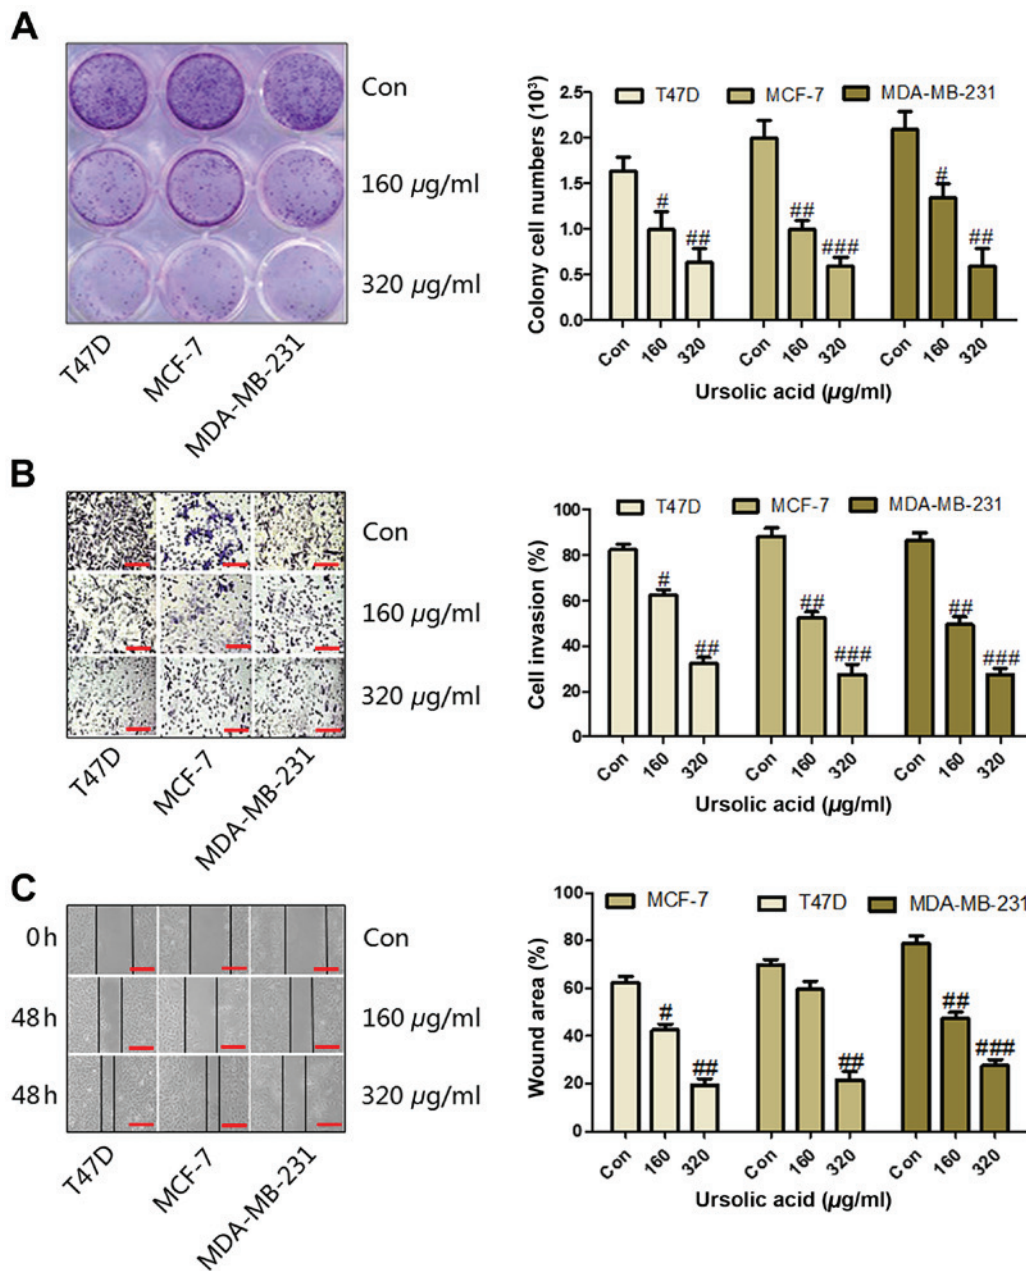 A
Con
160 µg/ml
320 µg/ml
T47D
MCF-7
MDA-MB-231
T47D
MCF-7
MDA-MB-231
Colony cell numbers (10³)
2.5
2.0
1.5
1.0
0.5
0.0
#
##
##
###
#
##
Con
160
320
Con
160
320
Con
160
320
Ursolic acid (µg/ml)
B
Con
160 µg/ml
320 µg/ml
T47D
MCF-7
MDA-MB-231
T47D
MCF-7
MDA-MB-231
Cell invasion (%)
100
80
60
40
20
0
#
##
##
###
##
###
Con
160
320
Con
160
320
Con
160
320
Ursolic acid (µg/ml)
C
0 h
48 h
48 h
Con
160 µg/ml
320 µg/ml
T47D
MCF-7
MDA-MB-231
MCF-7
T47D
MDA-MB-231
Wound area (%)
100
80
60
40
20
0
#
##
##
##
###
Con
160
320
Con
160
320
Con
160
320
Ursolic acid (µg/ml)